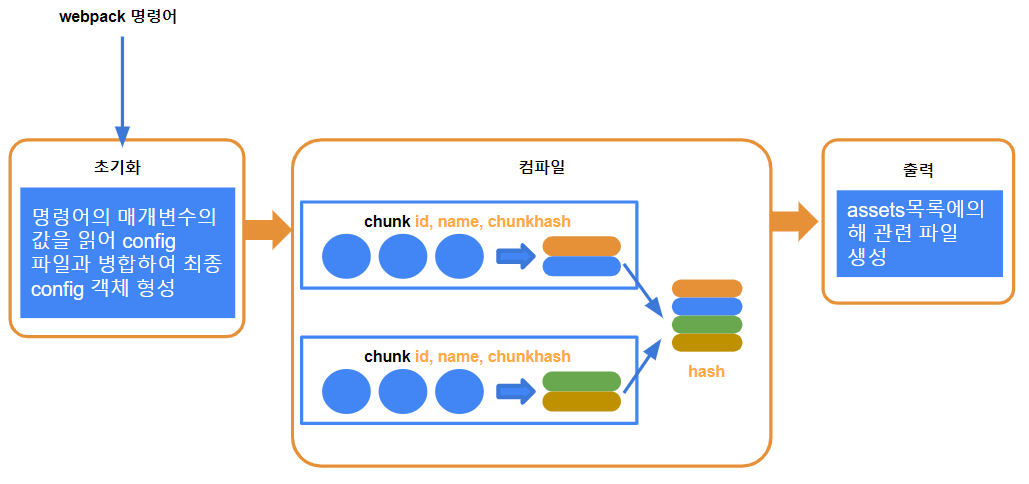 webpack 명령어
초기화
명령어의 매개변수의
값을 읽어 config
파일과 병합하여 최종
config 객체 형성
컴파일
chunk id, name, chunkhash
chunk id, name, chunkhash
hash
출력
assets목록에의
해 관련 파일
생성